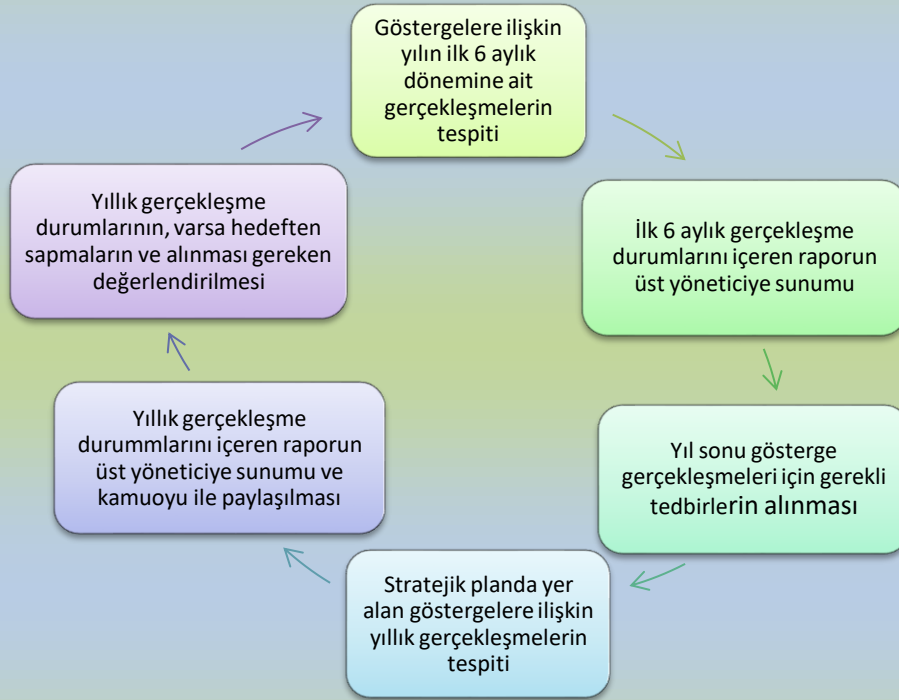 Göstergelere ilişkin
yılın ilk 6 aylık
dönemine ait
gerçekleşmelerin
tespiti
İlk 6 aylık gerçekleşme
durumlarını içeren raporun
üst yöneticiye sunumu
Yıl sonu gösterge
gerçekleşmeleri için gerekli
tedbirlerin alınması
Stratejik planda yer
alan göstergelere ilişkin
yıllık gerçekleşmelerin
tespiti
Yıllık gerçekleşme
durummlarını içeren raporun
üst yöneticiye sunumu ve
kamuoyu ile paylaşılması
Yıllık gerçekleşme
durumlarının, varsa hedeften
sapmaların ve alınması gereken
değerlendirilmesi